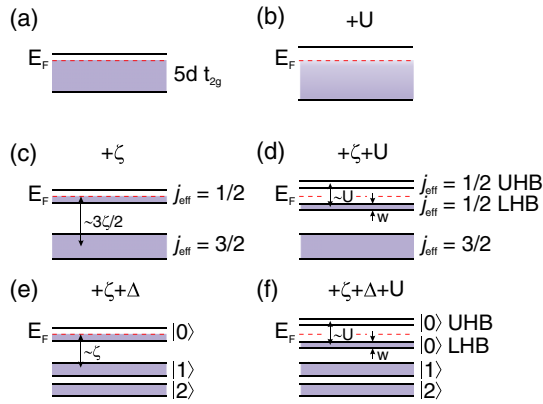 (a)
E_F
5d t_2g
(b)
+U
E_F
(c)
+ζ
E_F
j_eff = 1/2
~3ζ/2
j_eff = 3/2
(d)
+ζ+U
E_F
~U
w
j_eff = 1/2 UHB
j_eff = 1/2 LHB
j_eff = 3/2
(e)
+ζ+Δ
E_F
|0⟩
~ζ
|1⟩
|2⟩
(f)
+ζ+Δ+U
E_F
~U
w
|0⟩ UHB
|0⟩ LHB
|1⟩
|2⟩